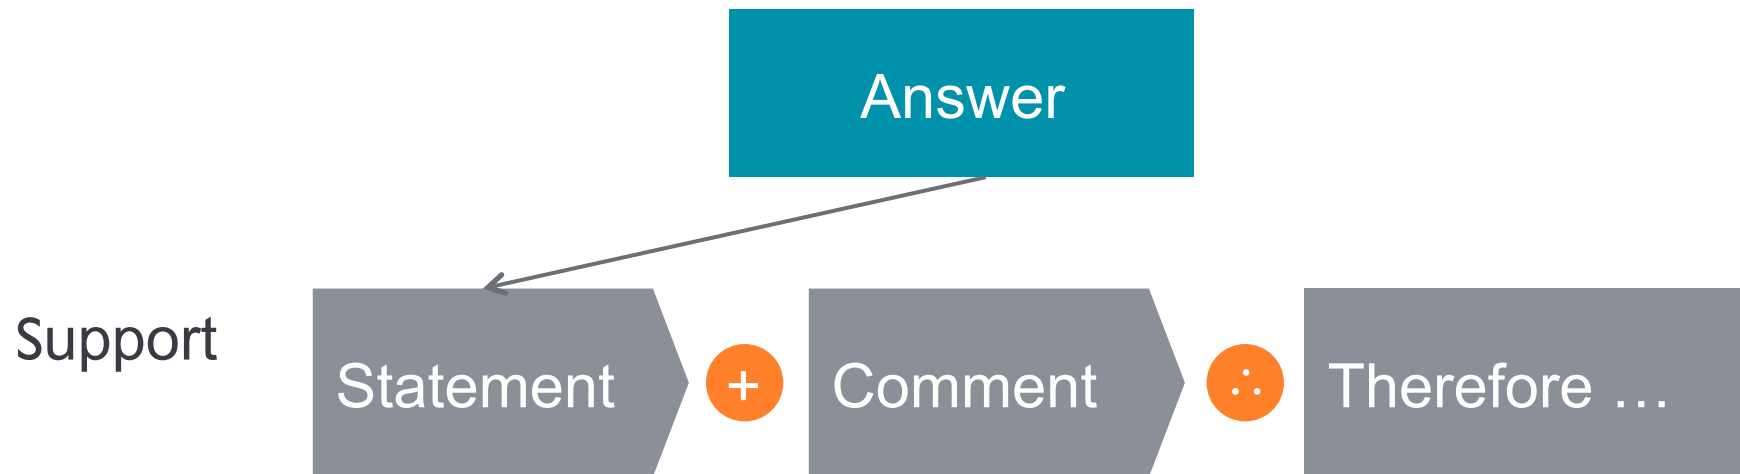 Answer
Support
Statement
+
Comment
∴
Therefore …